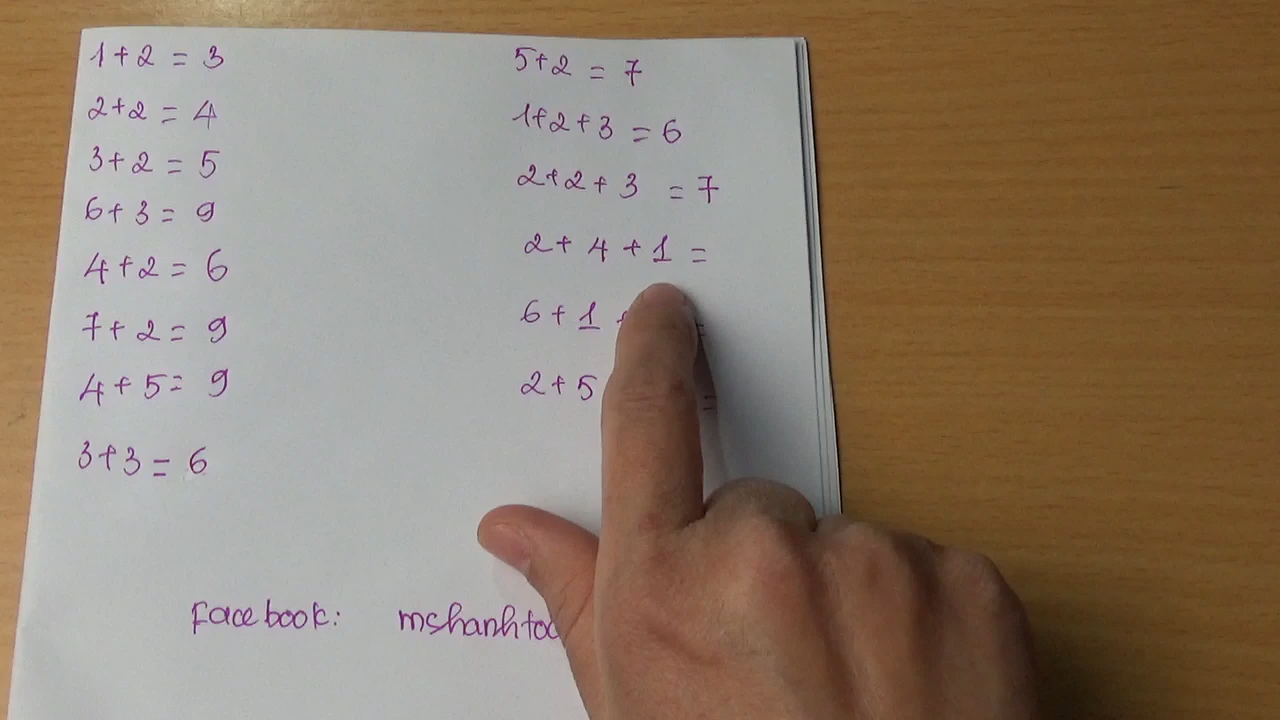 1+2 = 3
2+2 = 4
3+2 = 5
6+3 = 9
4+2 = 6
7+2 = 9
4+5 = 9
3+3 = 6
5+2 = 7
1+2+3 = 6
2+2+3 = 7
2+4+1 =
6+1 =
2+5 =
Facebook: